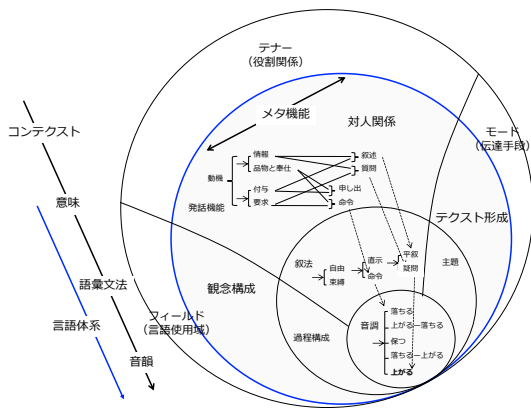 テナー
（役割関係）
メタ機能
対人関係
コンテクスト
モード
（伝達手段）
情報
品物と奉仕
動機
付与
要求
叙述
質問
申し出
命令
意味
発話機能
テクスト形成
叙法
自由
束縛
直示
命令
平叙
疑問
主題
語彙文法
観念構成
フィールド
（言語使用域）
言語体系
過程構成
音調
落ちる
上がるー落ちる
保つ
落ちるー上がる
上がる
音韻